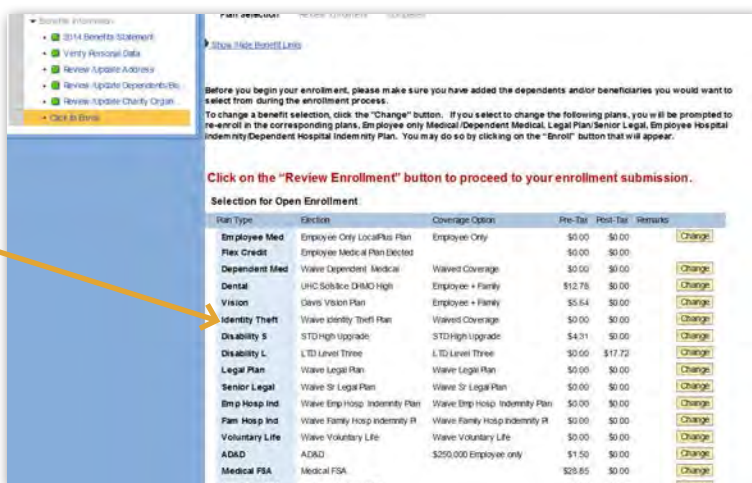 Benefits Information
2014 Benefits Statement
Verify Personal Data
Review /Update Address
Review /Update Dependents/Be...
Review /Update Charity Organ...
Click to Enroll
Plan Selection Review Enrollment Completed
Show /Hide Benefit Links
Before you begin your enrollment, please make sure you have added the dependents and/or beneficiaries you would want to
select from during the enrollment process.
To change a benefit selection, click the "Change" button. If you select to change the following plans, you will be prompted to
re-enroll in the corresponding plans, Employee only Medical /Dependent Medical, Legal Plan/Senior Legal, Employee Hospital
Indemnity/Dependent Hospital Indemnity Plan. You may do so by clicking on the "Enroll" button that will appear.
Click on the "Review Enrollment" button to proceed to your enrollment submission.
Selection for Open Enrollment
Plan Type Election Coverage Option Pre-Tax Post-Tax Remarks
Employee Med Employee Only LocalPlus Plan Employee Only $0.00 $0.00 Change
Flex Credit Employee Medical Plan Elected $0.00 $0.00
Dependent Med Waive Dependent Medical Waived Coverage $0.00 $0.00 Change
Dental UHC Solstice DHMO High Employee + Family $12.78 $0.00 Change
Vision Davis Vision Plan Employee + Family $5.64 $0.00 Change
Identity Theft Waive Identity Theft Plan Waived Coverage $0.00 $0.00 Change
Disability S STD High Upgrade STD High Upgrade $4.31 $0.00 Change
Disability L LTD Level Three LTD Level Three $0.00 $17.72 Change
Legal Plan Waive Legal Plan Waive Legal Plan $0.00 $0.00 Change
Senior Legal Waive Sr Legal Plan Waive Sr Legal Plan $0.00 $0.00 Change
Emp Hosp Ind Waive Emp Hosp Indemnity Plan Waive Emp Hosp Indemnity Plan $0.00 $0.00 Change
Fam Hosp Ind Waive Family Hosp Indemnity Pl Waive Family Hosp Indemnity Pl $0.00 $0.00 Change
Voluntary Life Waive Voluntary Life Waive Voluntary Life $0.00 $0.00 Change
AD&D AD&D $250,000 Employee only $1.50 $0.00 Change
Medical FSA Medical FSA $28.85 $0.00 Change